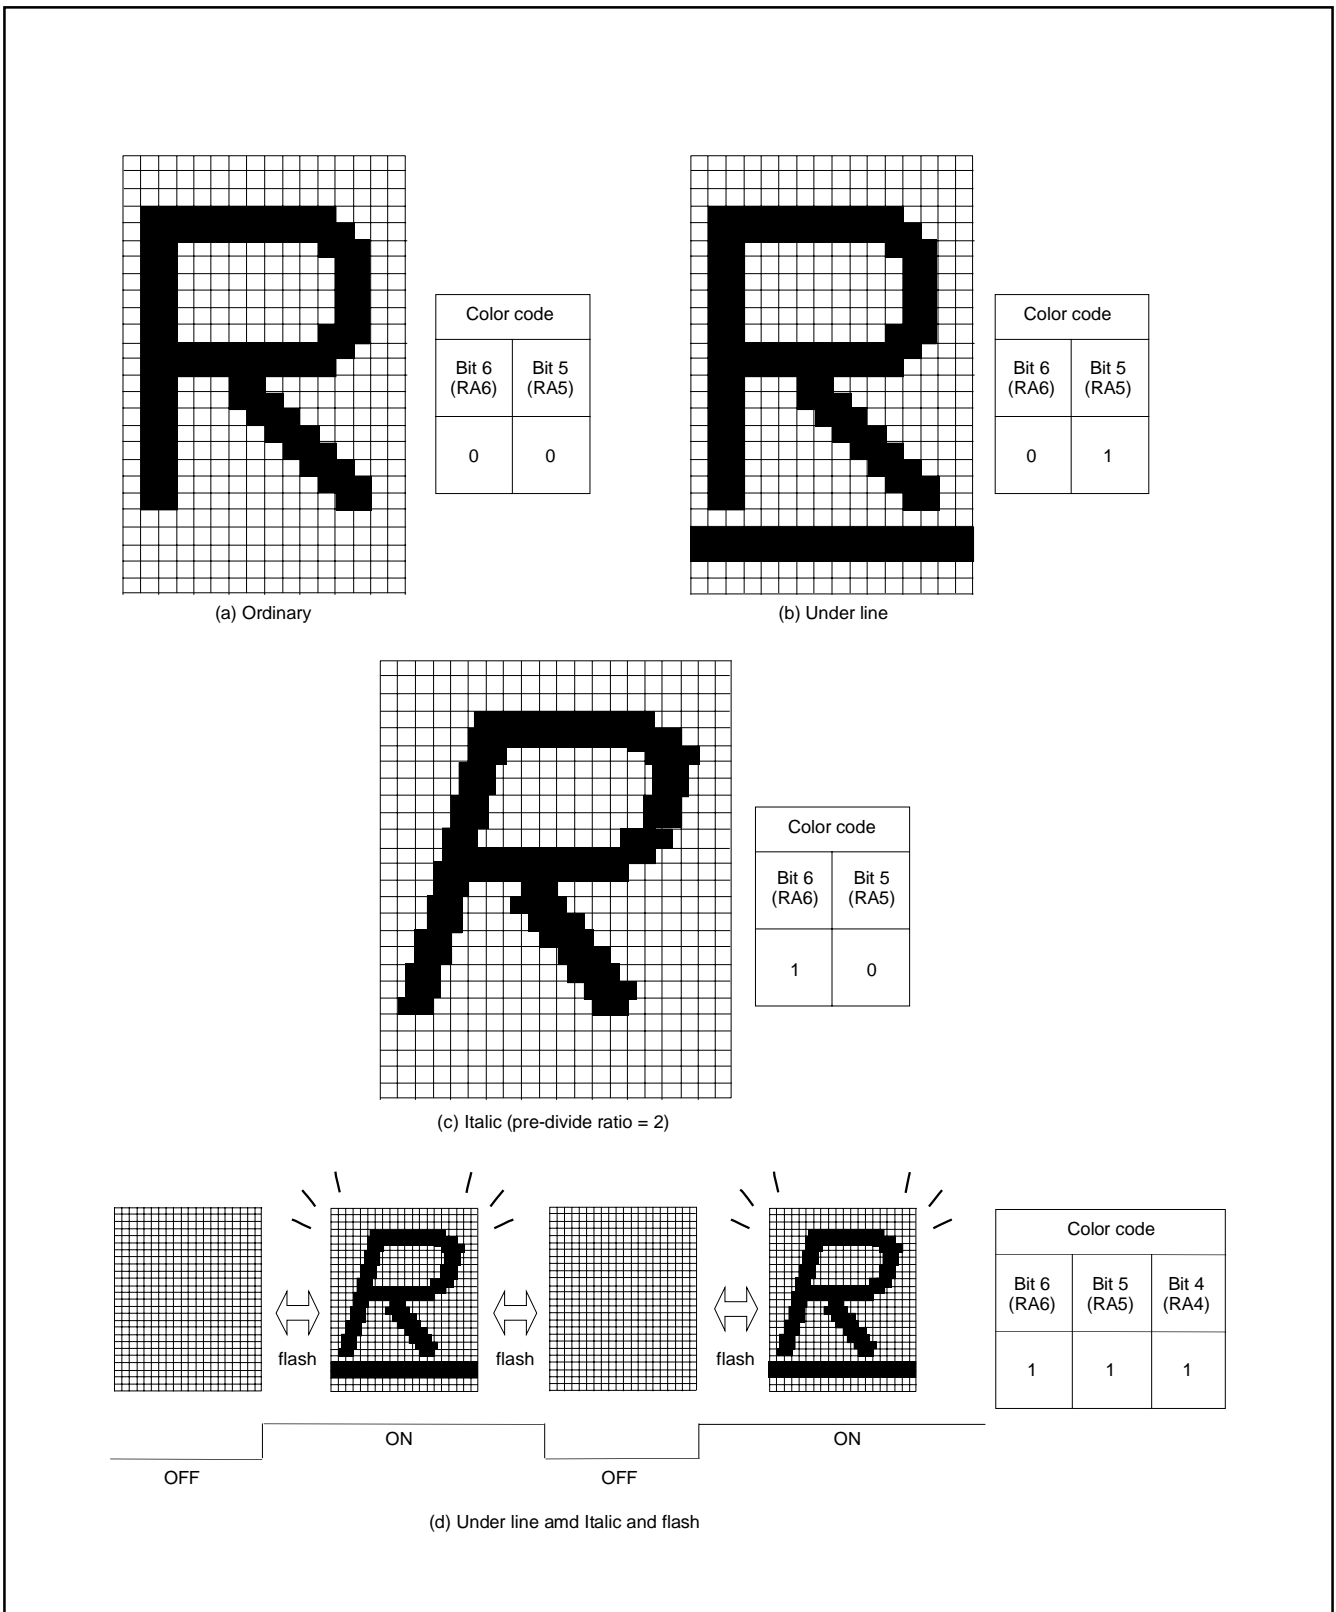 Color code
Bit 6 Bit 5
(RA6) (RA5)
0 0
Color code
Bit 6 Bit 5
(RA6) (RA5)
0 1
(a) Ordinary
(b) Under line
Color code
Bit 6 Bit 5
(RA6) (RA5)
1 0
(c) Italic (pre-divide ratio = 2)
flash flash flash
Color code
Bit 6 Bit 5 Bit 4
(RA6) (RA5) (RA4)
1 1 1
ON ON
OFF OFF
(d) Under line amd Italic and flash